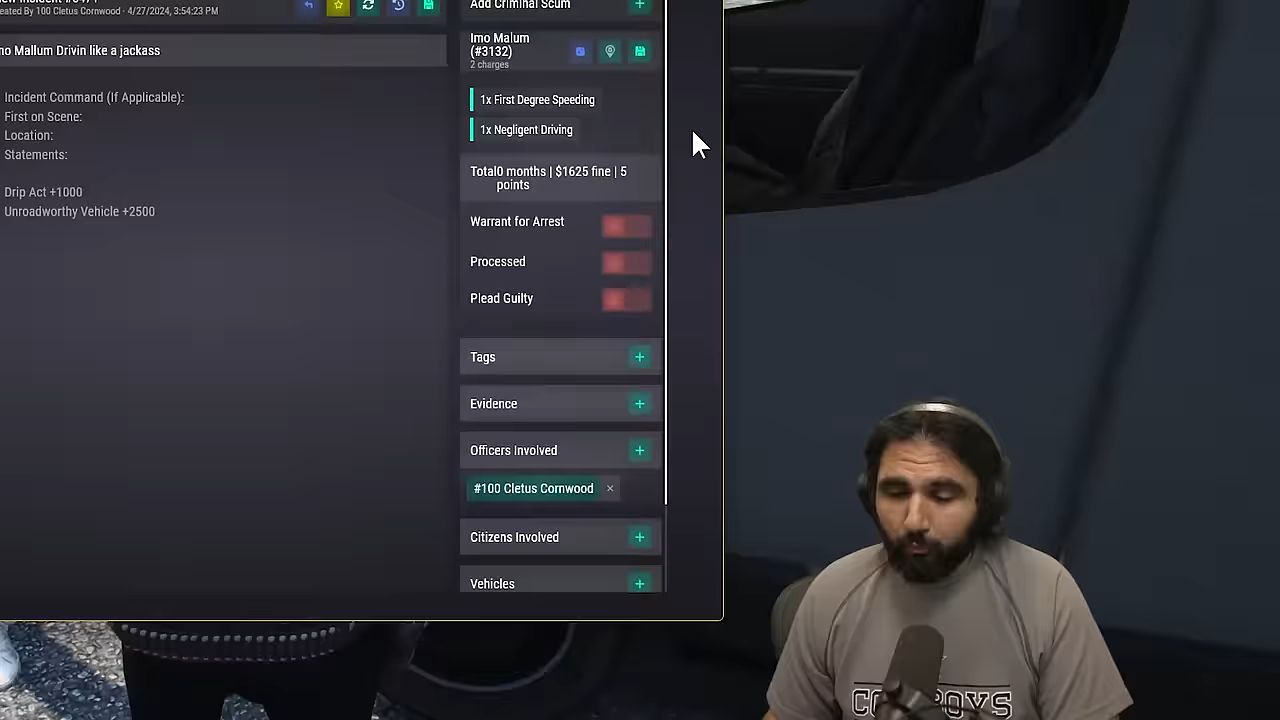 eated By 100 Cletus Cornwood · 4/27/2024, 3:54:23 PM
Add Criminal Scum
mo Mallum Drivin like a jackass
Incident Command (If Applicable):
First on Scene:
Location:
Statements:
Drip Act +1000
Unroadworthy Vehicle +2500
Imo Malum
(#3132)
2 charges
1x First Degree Speeding
1x Negligent Driving
Total0 months | $1625 fine | 5
points
Warrant for Arrest
Processed
Plead Guilty
Tags
Evidence
Officers Involved
#100 Cletus Cornwood ×
Citizens Involved
Vehicles